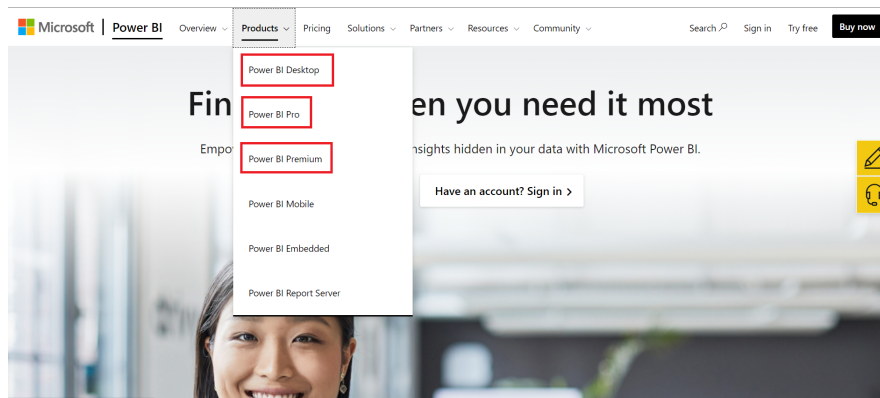 Microsoft | Power BI Overview Products Pricing Solutions Partners Resources Community Search Sign in Try free Buy now
Power BI Desktop
Power BI Pro
Power BI Premium
Power BI Mobile
Power BI Embedded
Power BI Report Server
Fin en you need it most
Empo nsights hidden in your data with Microsoft Power BI.
Have an account? Sign in >